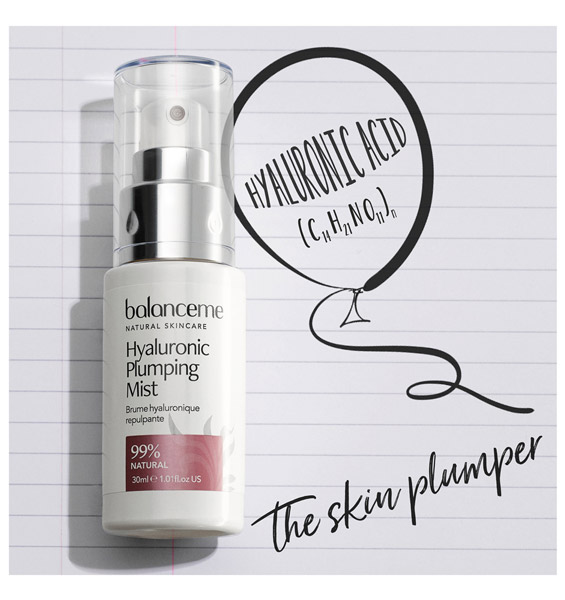 balanceme
NATURAL SKINCARE
Hyaluronic
Plumping
Mist
Brume hyaluronique
repulpante
99%
NATURAL
30ml ℮ 1.01fl.oz US
HYALURONIC ACID
(C₁₄H₂₁NO₁₁)ₙ
the skin plumper